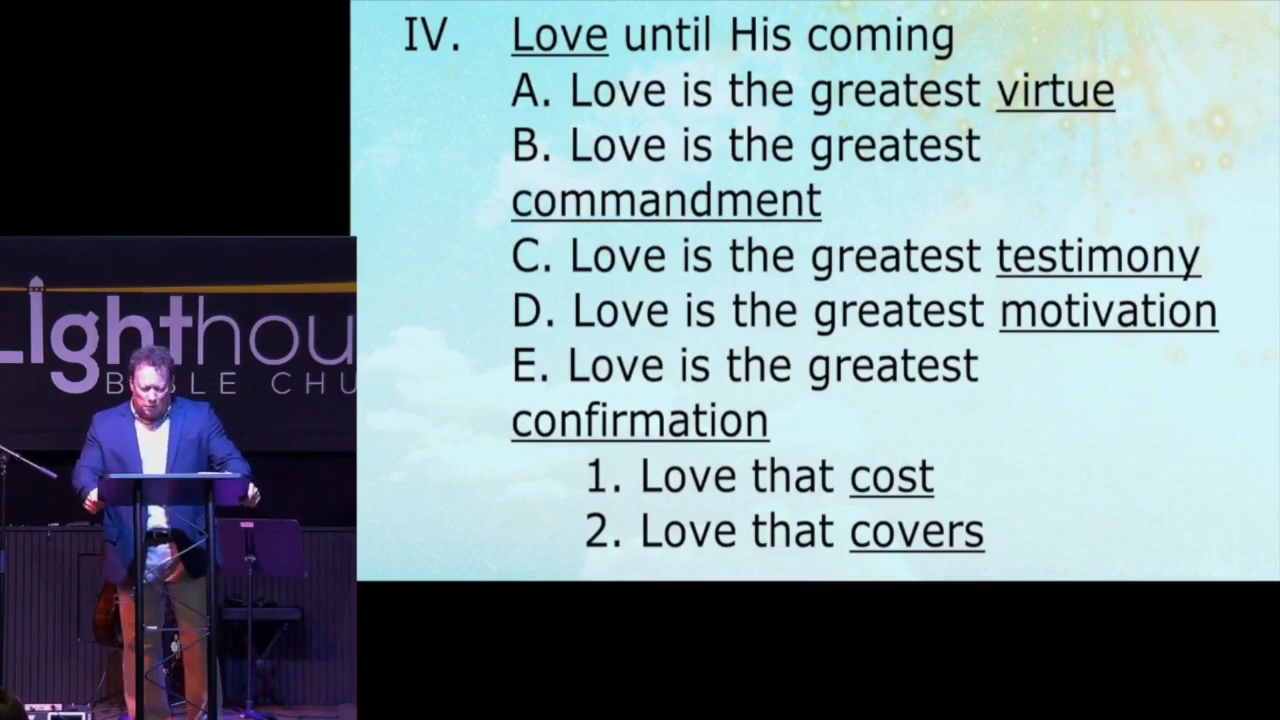 IV. Love until His coming
A. Love is the greatest virtue
B. Love is the greatest
commandment
C. Love is the greatest testimony
D. Love is the greatest motivation
E. Love is the greatest
confirmation
1. Love that cost
2. Love that covers
Lighthou
BIBLE CHU